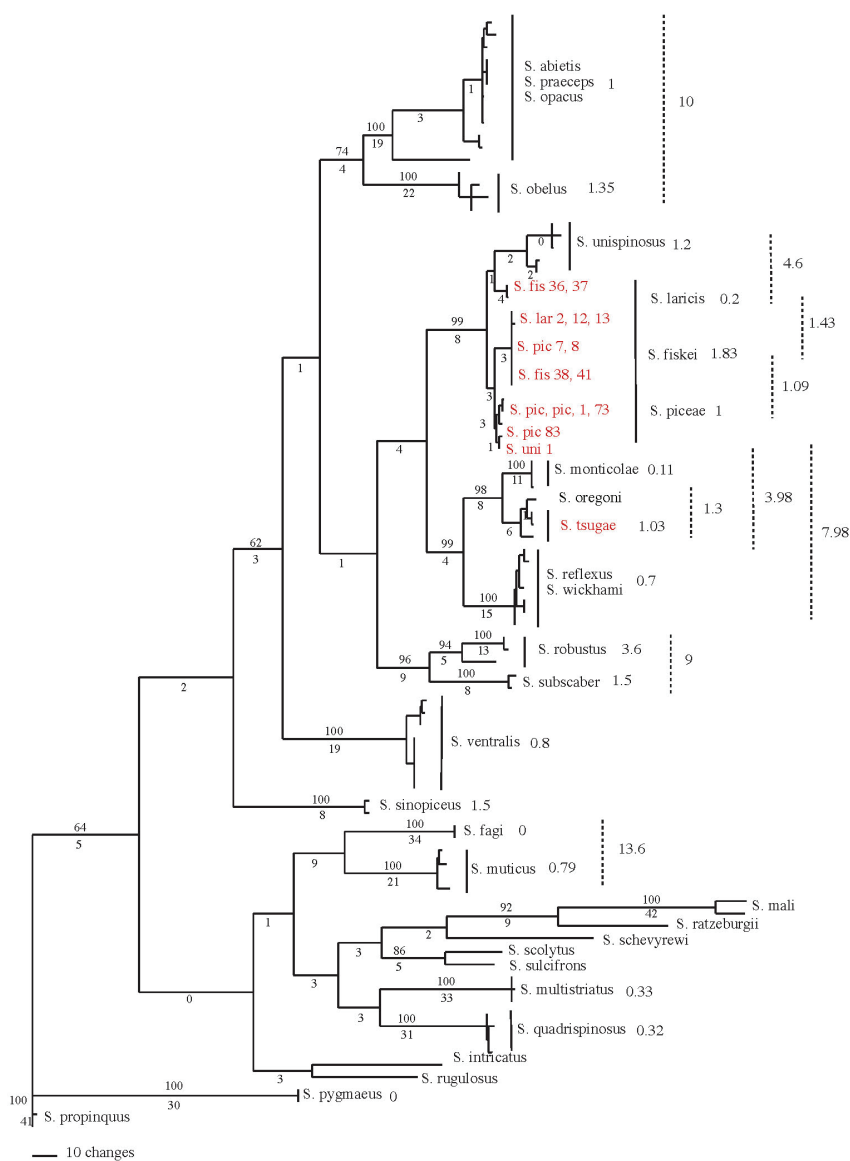 S. abietis
S. praeceps 1
S. opacus
1
10
3
100
19
74
4
100
22
S. obelus 1.35
0
S. unispinosus 1.2
2
2
4.6
1
S. fis 36, 37
4
S. laricis 0.2
99
8
S. lar 2, 12, 13
1.43
S. pic 7, 8
3
S. fiskei 1.83
1
S. fis 38, 41
1.09
3
S. pic, pic, 1, 73
S. piceae 1
3
S. pic 83
1
S. uni 1
4
100
11
S. monticolae 0.11
98
8
S. oregoni
1.3
3.98
6
S. tsugae 1.03
7.98
99
4
62
3
1
S. reflexus
S. wickhami 0.7
100
15
100
13
94
5
S. robustus 3.6
9
96
9
100
8
S. subscaber 1.5
2
100
19
S. ventralis 0.8
100
8
S. sinopiceus 1.5
64
5
100
34
S. fagi 0
13.6
9
100
21
S. muticus 0.79
100
42
S. mali
92
9
S. ratzeburgii
1
2
S. schevyrewi
3
86
5
S. scolytus
S. sulcifrons
3
100
33
S. multistriatus 0.33
0
3
100
31
S. quadrispinosus 0.32
S. intricatus
3
S. rugulosus
100
30
S. pygmaeus 0
100
41
S. propinquus
10 changes